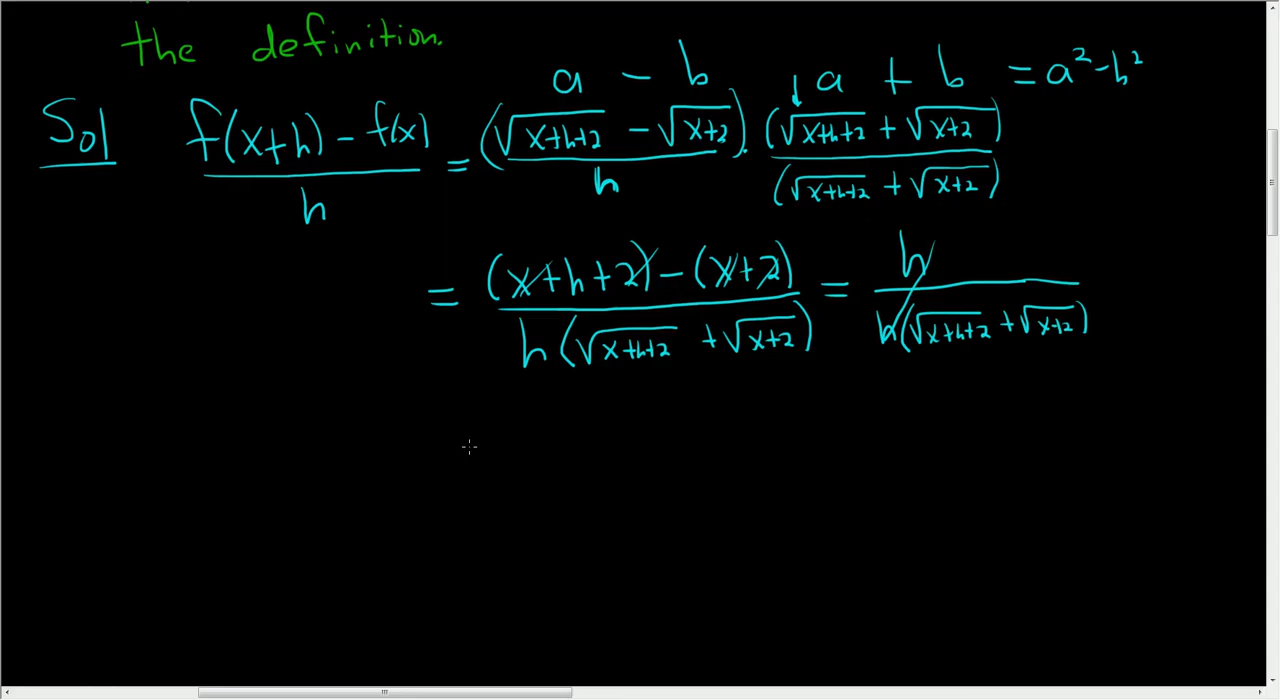 the definition.
a - b a + b = a² - b²
Sol f(x+h) - f(x) / h = (√x+h+2 - √x+2) / h · (√x+h+2 + √x+2) / (√x+h+2 + √x+2)
= (x+h+2) - (x+2) / h(√x+h+2 + √x+2) = h / h(√x+h+2 + √x+2)